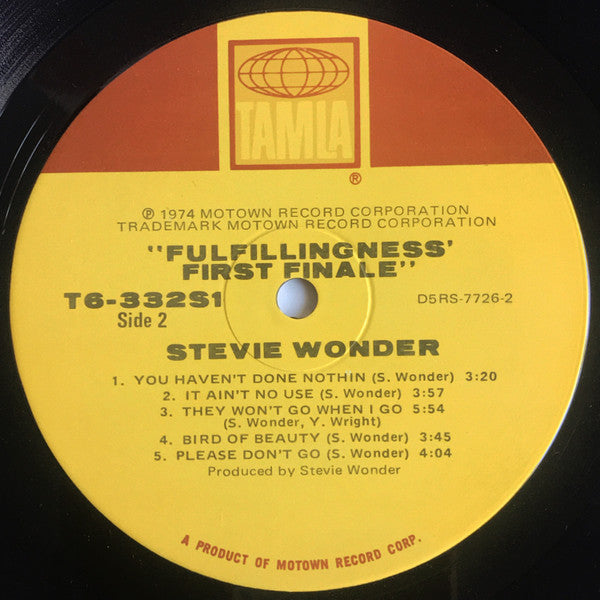 TAMLA
®
℗ 1974 MOTOWN RECORD CORPORATION
TRADEMARK MOTOWN RECORD CORPORATION
"FULFILLINGNESS'
FIRST FINALE"
T6-332S1
D5RS-7726-2
Side 2
STEVIE WONDER
1. YOU HAVEN'T DONE NOTHIN (S. Wonder) 3:20
2. IT AIN'T NO USE (S. Wonder) 3:57
3. THEY WON'T GO WHEN I GO 5:54
(S. Wonder, Y. Wright)
4. BIRD OF BEAUTY (S. Wonder) 3:45
5. PLEASE DON'T GO (S. Wonder) 4:04
Produced by Stevie Wonder
A PRODUCT OF MOTOWN RECORD CORP.